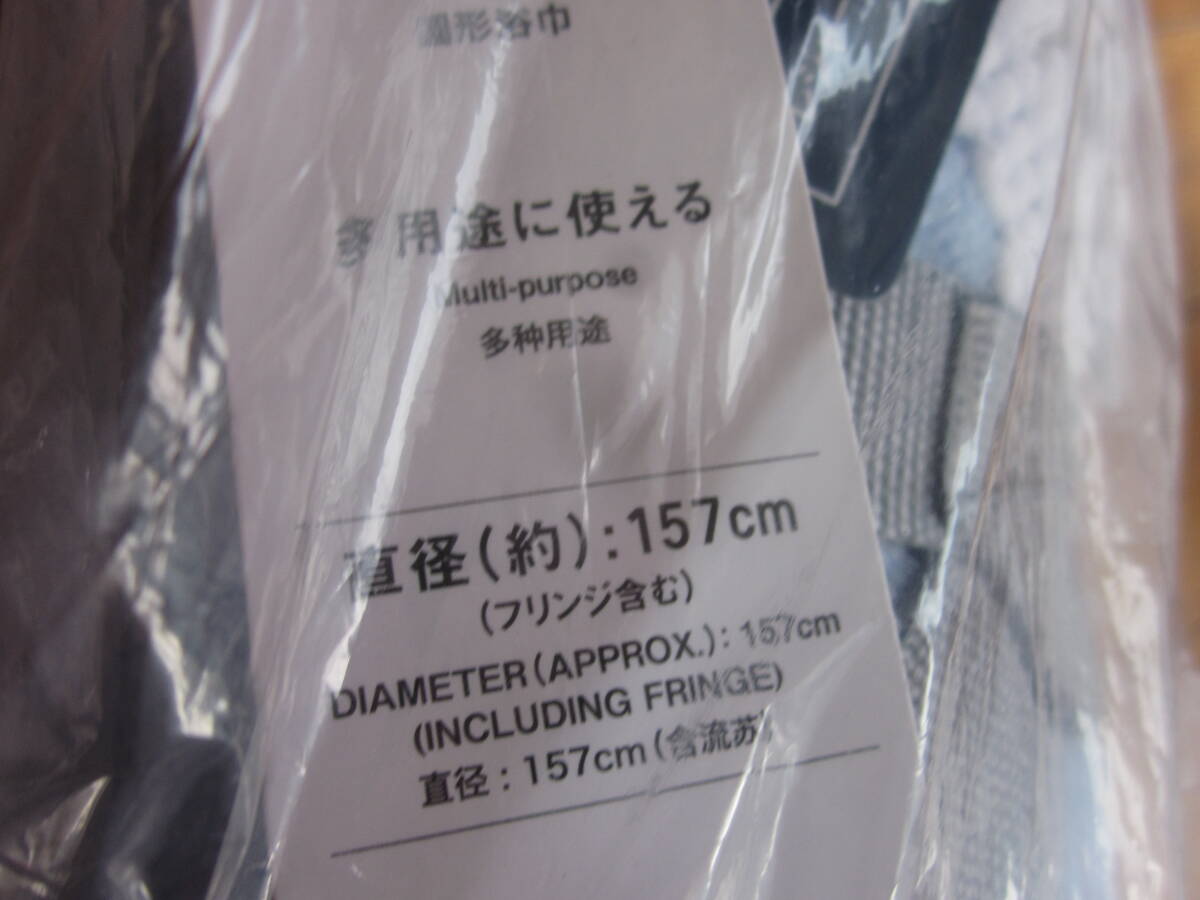 圆形浴巾
多用途に使える
Multi-purpose
多种用途
直径(約):157cm
(フリンジ含む)
DIAMETER(APPROX.): 157cm
(INCLUDING FRINGE)
直径:157cm(含流苏)